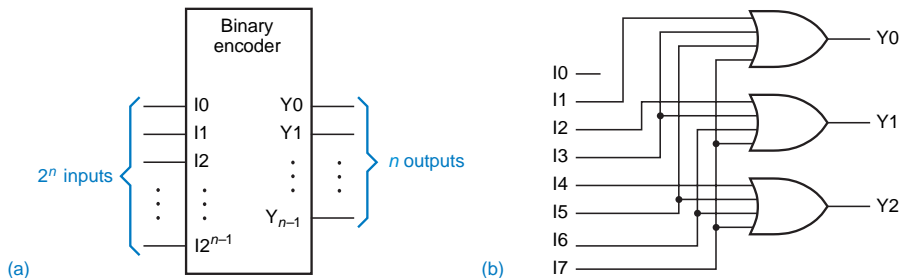 Binary
encoder
I0 Y0
I1 Y1
I2
2ⁿ inputs
n outputs
Yₙ₋₁
I2ⁿ⁻¹
(a)
I0
I1
I2
I3
I4
I5
I6
I7
Y0
Y1
Y2
(b)